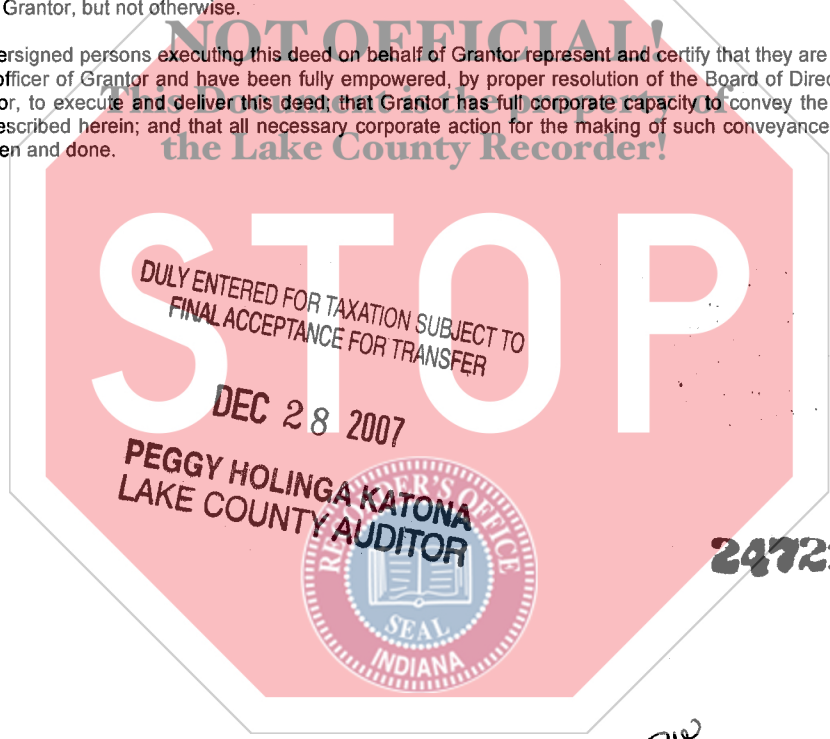 Grantor, but not otherwise.
NOT OFFICIAL!
ersigned persons executing this deed on behalf of Grantor represent and certify that they are
officer of Grantor and have been fully empowered, by proper resolution of the Board of Direc
This Document is the property of
or, to execute and deliver this deed; that Grantor has full corporate capacity to convey the
escribed herein; and that all necessary corporate action for the making of such conveyance
en and done.
the Lake County Recorder!
STOP
DULY ENTERED FOR TAXATION SUBJECT TO
FINAL ACCEPTANCE FOR TRANSFER
DEC 28 2007
PEGGY HOLINGA KATONA
LAKE COUNTY AUDITOR
RECORDER'S OFFICE
SEAL
INDIANA
2472